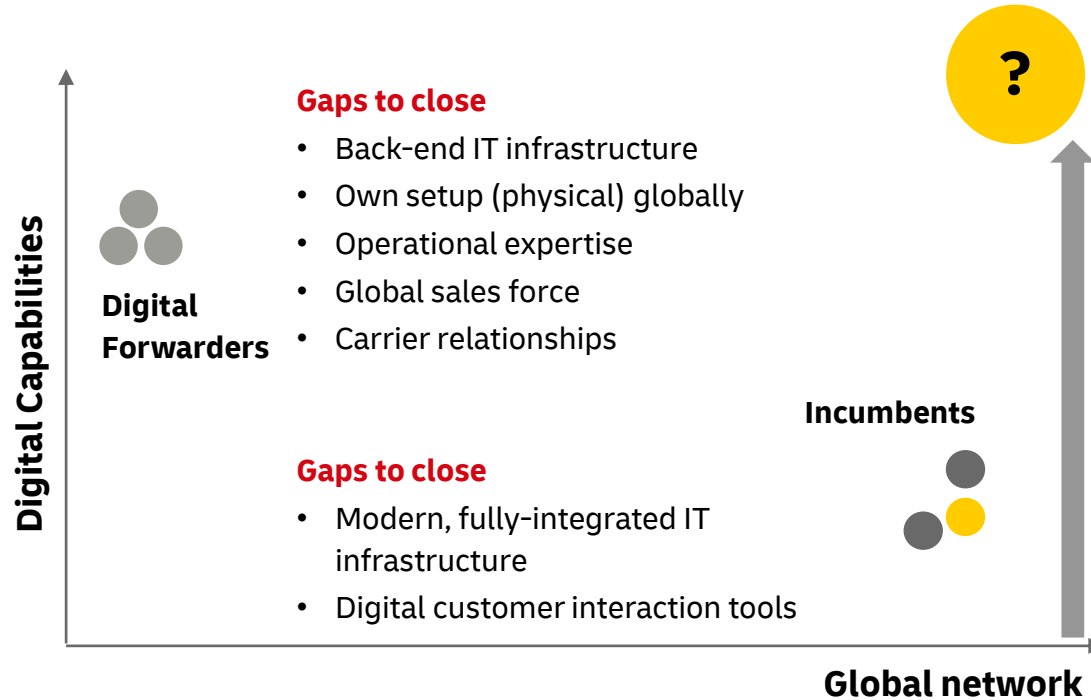 ?
Gaps to close
• Back-end IT infrastructure
• Own setup (physical) globally
• Operational expertise
• Global sales force
• Carrier relationships
Digital
Forwarders
Digital Capabilities
Incumbents
Gaps to close
• Modern, fully-integrated IT
infrastructure
• Digital customer interaction tools
Global network